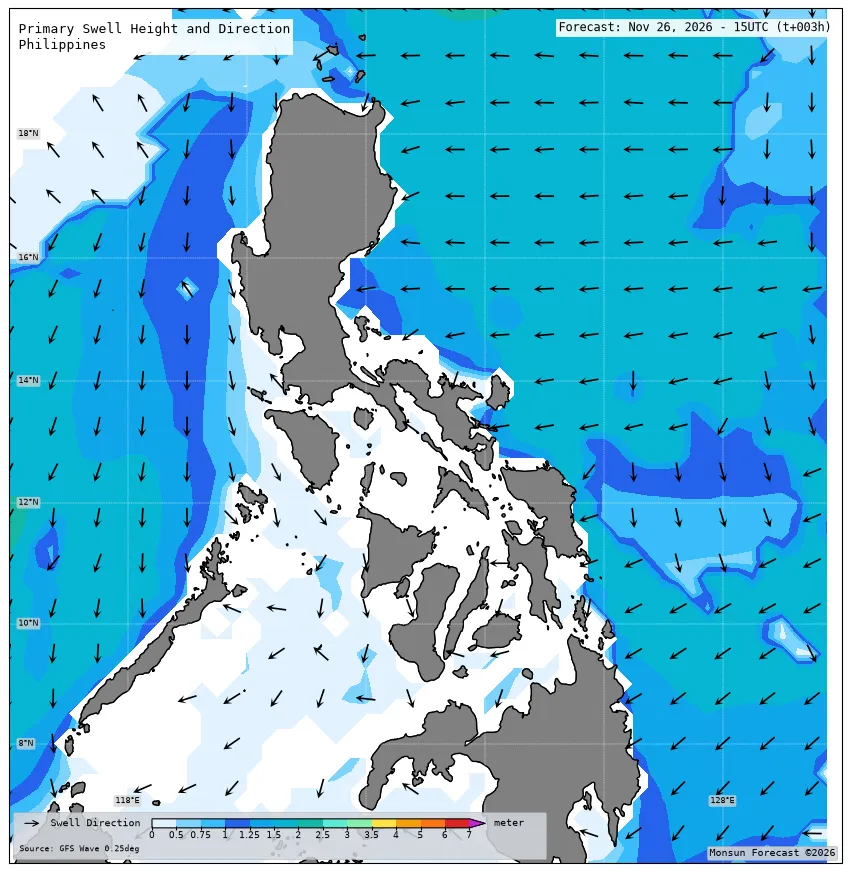 Primary Swell Height and Direction
Philippines
Forecast: Nov 26, 2026 - 15UTC (t+003h)
18°N
16°N
14°N
12°N
10°N
8°N
118°E
128°E
Swell Direction
0 0.5 0.75 1 1.25 1.5 2 2.5 3 3.5 4 5 6 7
meter
Source: GFS Wave 0.25deg
Monsun Forecast ©2026